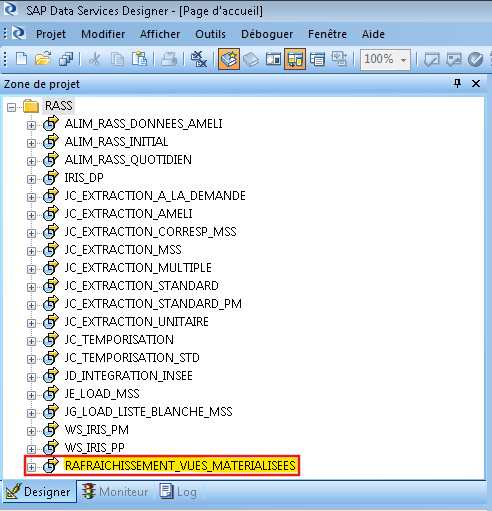 SAP Data Services Designer - [Page d'accueil]
Projet Modifier Afficher Outils Déboguer Fenêtre Aide
100%
Zone de projet
RASS
ALIM_RASS_DONNEES_AMELI
ALIM_RASS_INITIAL
ALIM_RASS_QUOTIDIEN
IRIS_DP
JC_EXTRACTION_A_LA_DEMANDE
JC_EXTRACTION_AMELI
JC_EXTRACTION_CORRESP_MSS
JC_EXTRACTION_MSS
JC_EXTRACTION_MULTIPLE
JC_EXTRACTION_STANDARD
JC_EXTRACTION_STANDARD_PM
JC_EXTRACTION_UNITAIRE
JC_TEMPORISATION
JC_TEMPORISATION_STD
JD_INTEGRATION_INSEE
JE_LOAD_MSS
JG_LOAD_LISTE_BLANCHE_MSS
WS_IRIS_PM
WS_IRIS_PP
RAFRAICHISSEMENT_VUES_MATERIALISEES
Designer Moniteur Log